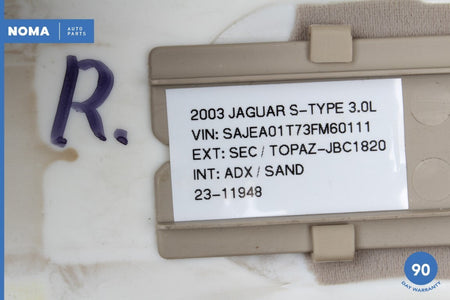 NOMA AUTO PARTS
R.
2003 JAGUAR S-TYPE 3.0L
VIN: SAJEA01T73FM60111
EXT: SEC / TOPAZ-JBC1820
INT: ADX / SAND
23-11948
90
DAY WARRANTY